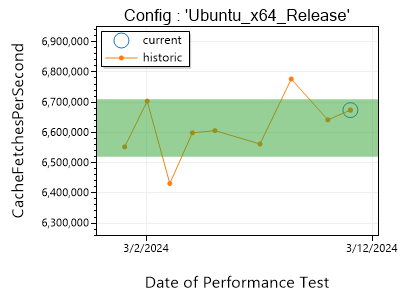 Config : 'Ubuntu_x64_Release'
current
historic
6,900,000
6,800,000
6,700,000
6,600,000
6,500,000
6,400,000
6,300,000
CacheFetchesPerSecond
3/2/2024
3/12/2024
Date of Performance Test